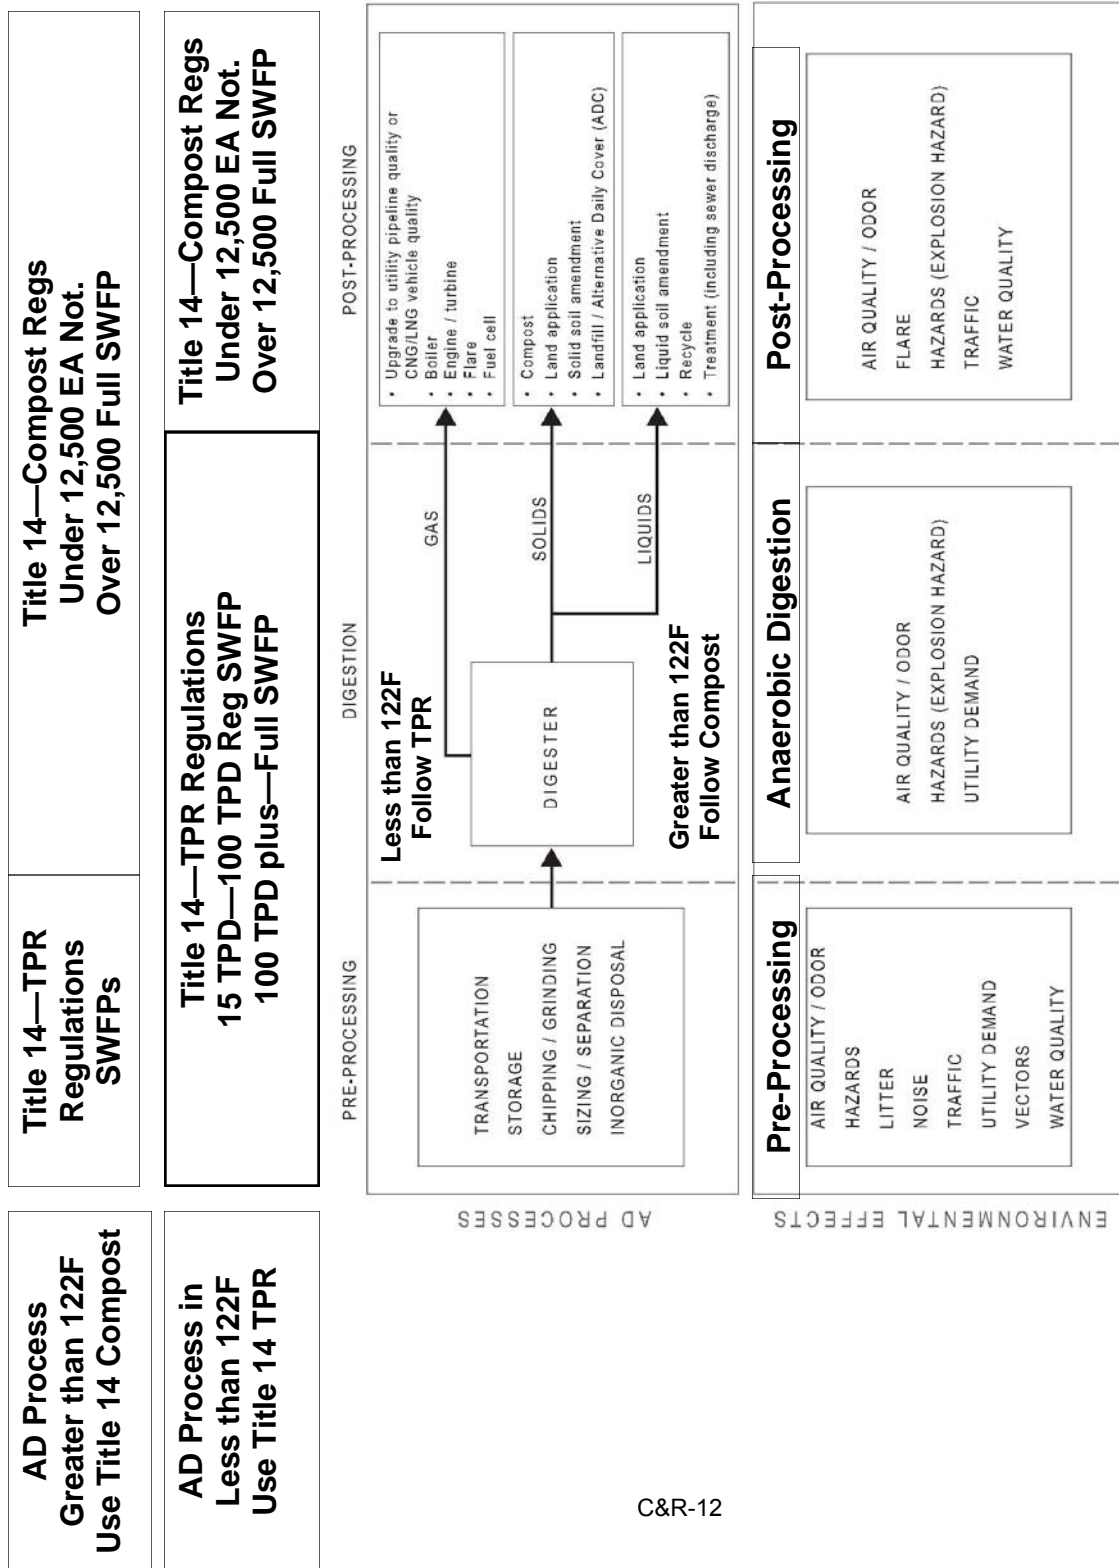 AD Process
Greater than 122F
Use Title 14 Compost
Title 14—TPR
Regulations
SWFPs
Title 14—Compost Regs
Under 12,500 EA Not.
Over 12,500 Full SWFP
AD Process in
Less than 122F
Use Title 14 TPR
Title 14—TPR Regulations
15 TPD—100 TPD Reg SWFP
100 TPD plus—Full SWFP
Title 14—Compost Regs
Under 12,500 EA Not.
Over 12,500 Full SWFP
PRE-PROCESSING
DIGESTION
POST-PROCESSING
AD PROCESSES
TRANSPORTATION
STORAGE
CHIPPING / GRINDING
SIZING / SEPARATION
INORGANIC DISPOSAL
Less than 122F
Follow TPR
DIGESTER
Greater than 122F
Follow Compost
GAS
SOLIDS
LIQUIDS
• Upgrade to utility pipeline quality or
CNG/LNG vehicle quality
• Boiler
• Engine / turbine
• Flare
• Fuel cell
• Compost
• Land application
• Solid soil amendment
• Landfill / Alternative Daily Cover (ADC)
• Land application
• Liquid soil amendment
• Recycle
• Treatment (including sewer discharge)
ENVIRONMENTAL EFFECTS
Pre-Processing
AIR QUALITY / ODOR
HAZARDS
LITTER
NOISE
TRAFFIC
UTILITY DEMAND
VECTORS
WATER QUALITY
Anaerobic Digestion
AIR QUALITY / ODOR
HAZARDS (EXPLOSION HAZARD)
UTILITY DEMAND
Post-Processing
AIR QUALITY / ODOR
FLARE
HAZARDS (EXPLOSION HAZARD)
TRAFFIC
WATER QUALITY
C&R-12